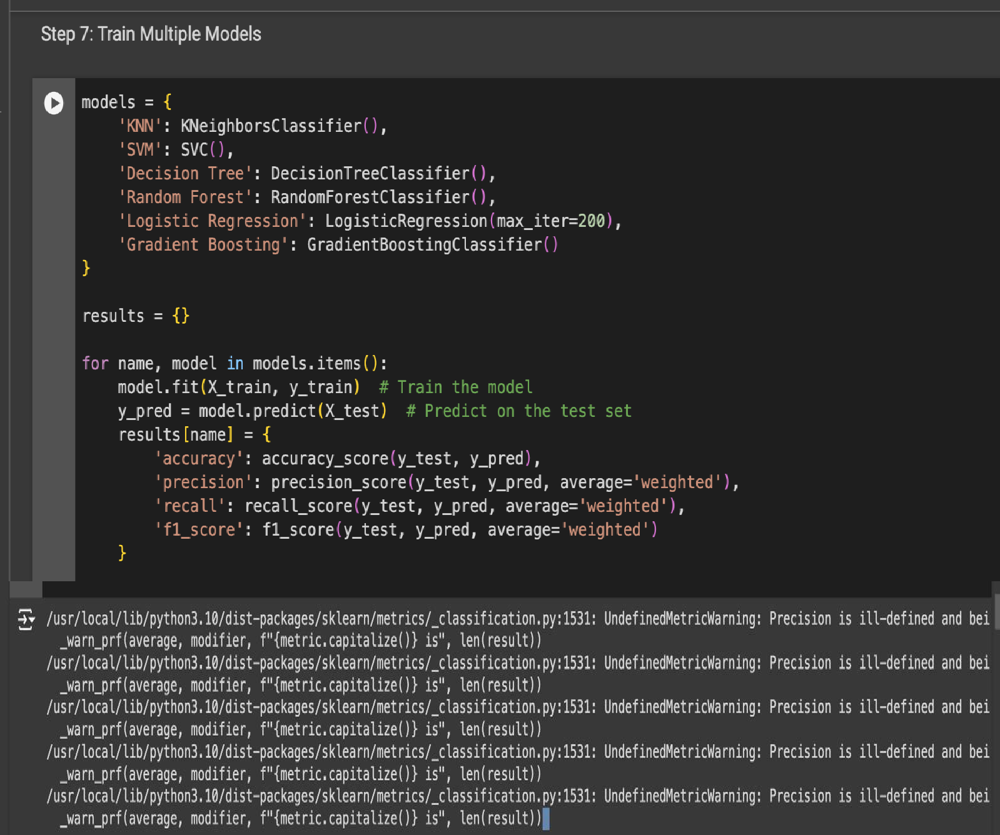 Step 7: Train Multiple Models
models = {
    'KNN': KNeighborsClassifier(),
    'SVM': SVC(),
    'Decision Tree': DecisionTreeClassifier(),
    'Random Forest': RandomForestClassifier(),
    'Logistic Regression': LogisticRegression(max_iter=200),
    'Gradient Boosting': GradientBoostingClassifier()
}
results = {}
for name, model in models.items():
    model.fit(X_train, y_train)  # Train the model
    y_pred = model.predict(X_test)  # Predict on the test set
    results[name] = {
        'accuracy': accuracy_score(y_test, y_pred),
        'precision': precision_score(y_test, y_pred, average='weighted'),
        'recall': recall_score(y_test, y_pred, average='weighted'),
        'f1_score': f1_score(y_test, y_pred, average='weighted')
    }
/usr/local/lib/python3.10/dist-packages/sklearn/metrics/_classification.py:1531: UndefinedMetricWarning: Precision is ill-defined and bei
  _warn_prf(average, modifier, f"{metric.capitalize()} is", len(result))
/usr/local/lib/python3.10/dist-packages/sklearn/metrics/_classification.py:1531: UndefinedMetricWarning: Precision is ill-defined and bei
  _warn_prf(average, modifier, f"{metric.capitalize()} is", len(result))
/usr/local/lib/python3.10/dist-packages/sklearn/metrics/_classification.py:1531: UndefinedMetricWarning: Precision is ill-defined and bei
  _warn_prf(average, modifier, f"{metric.capitalize()} is", len(result))
/usr/local/lib/python3.10/dist-packages/sklearn/metrics/_classification.py:1531: UndefinedMetricWarning: Precision is ill-defined and bei
  _warn_prf(average, modifier, f"{metric.capitalize()} is", len(result))
/usr/local/lib/python3.10/dist-packages/sklearn/metrics/_classification.py:1531: UndefinedMetricWarning: Precision is ill-defined and bei
  _warn_prf(average, modifier, f"{metric.capitalize()} is", len(result))